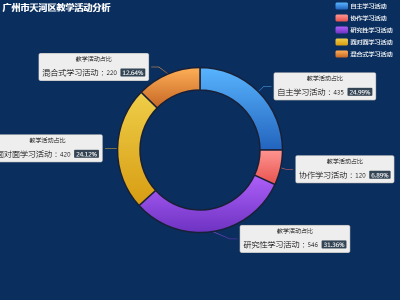 广州市天河区教学活动分析
自主学习活动
协作学习活动
研究性学习活动
面对面学习活动
混合式学习活动
教学活动占比
混合式学习活动：220 12.64%
教学活动占比
自主学习活动：435 24.99%
教学活动占比
面对面学习活动：420 24.12%
教学活动占比
协作学习活动：120 6.89%
教学活动占比
研究性学习活动：546 31.36%